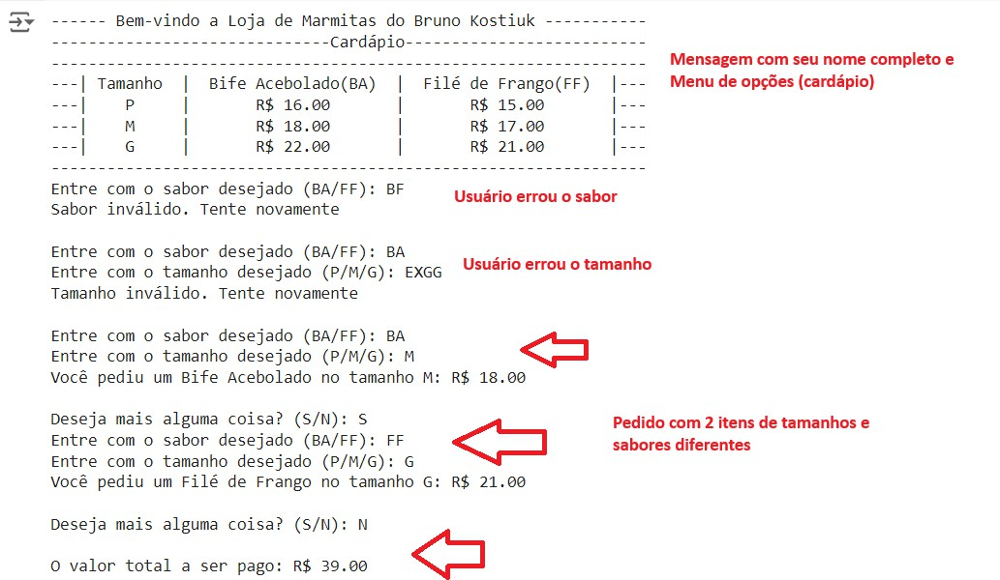 ------ Bem-vindo a Loja de Marmitas do Bruno Kostiuk -----------
------------------------------Cardápio--------------------------
----------------------------------------------------------------
Mensagem com seu nome completo e
Menu de opções (cardápio)
---| Tamanho | Bife Acebolado(BA) | Filé de Frango(FF) |---
---| P | R$ 16.00 | R$ 15.00 |---
---| M | R$ 18.00 | R$ 17.00 |---
---| G | R$ 22.00 | R$ 21.00 |---
----------------------------------------------------------------
Entre com o sabor desejado (BA/FF): BF
Usuário errou o sabor
Sabor inválido. Tente novamente
Entre com o sabor desejado (BA/FF): BA
Entre com o tamanho desejado (P/M/G): EXGG
Usuário errou o tamanho
Tamanho inválido. Tente novamente
Entre com o sabor desejado (BA/FF): BA
Entre com o tamanho desejado (P/M/G): M
Você pediu um Bife Acebolado no tamanho M: R$ 18.00
Deseja mais alguma coisa? (S/N): S
Pedido com 2 itens de tamanhos e
sabores diferentes
Entre com o sabor desejado (BA/FF): FF
Entre com o tamanho desejado (P/M/G): G
Você pediu um Filé de Frango no tamanho G: R$ 21.00
Deseja mais alguma coisa? (S/N): N
O valor total a ser pago: R$ 39.00